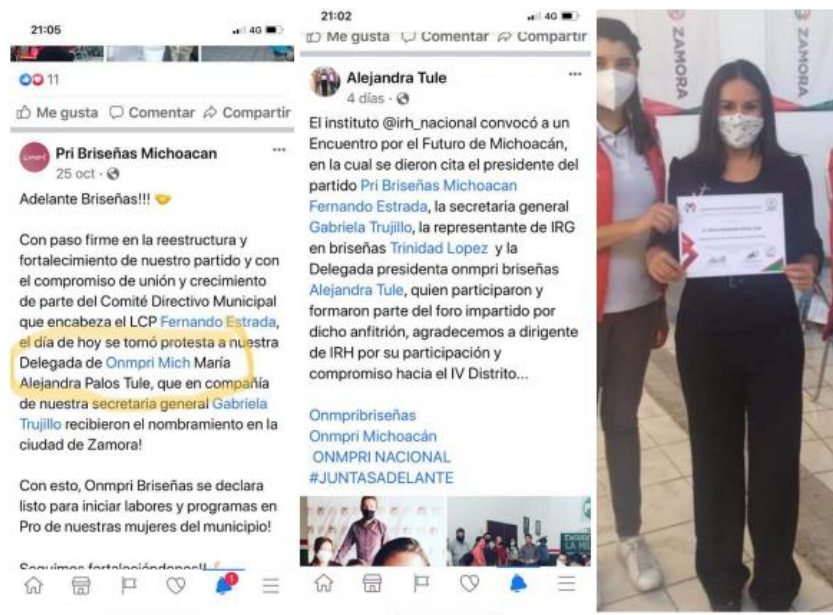 21:05
4G
11
Me gusta Comentar Compartir
Pri Briseñas Michoacan
25 oct
Adelante Briseñas!!!
Con paso firme en la reestructura y
fortalecimiento de nuestro partido y con
el compromiso de unión y crecimiento
de parte del Comité Directivo Municipal
que encabeza el LCP Fernando Estrada,
el día de hoy se tomó protesta a nuestra
Delegada de Onmpri Mich María
Alejandra Palos Tule, que en compañía
de nuestra secretaria general Gabriela
Trujillo recibieron el nombramiento en la
ciudad de Zamora!
Con esto, Onmpri Briseñas se declara
listo para iniciar labores y programas en
Pro de nuestras mujeres del municipio!
Seguimos fortaleciéndonos!!
1
21:02
4G
Me gusta Comentar Compartir
Alejandra Tule
4 días
El instituto @irh_nacional convocó a un
Encuentro por el Futuro de Michoacán,
en la cual se dieron cita el presidente del
partido Pri Briseñas Michoacan
Fernando Estrada, la secretaria general
Gabriela Trujillo, la representante de IRG
en briseñas Trinidad Lopez y la
Delegada presidenta onmpri briseñas
Alejandra Tule, quien participaron y
formaron parte del foro impartido por
dicho anfitrión, agradecemos a dirigente
de IRH por su participación y
compromiso hacia el IV Distrito...
Onmpribriseñas
Onmpri Michoacán
ONMPRI NACIONAL
#JUNTASADELANTE
ZAMORA
ZAMORA